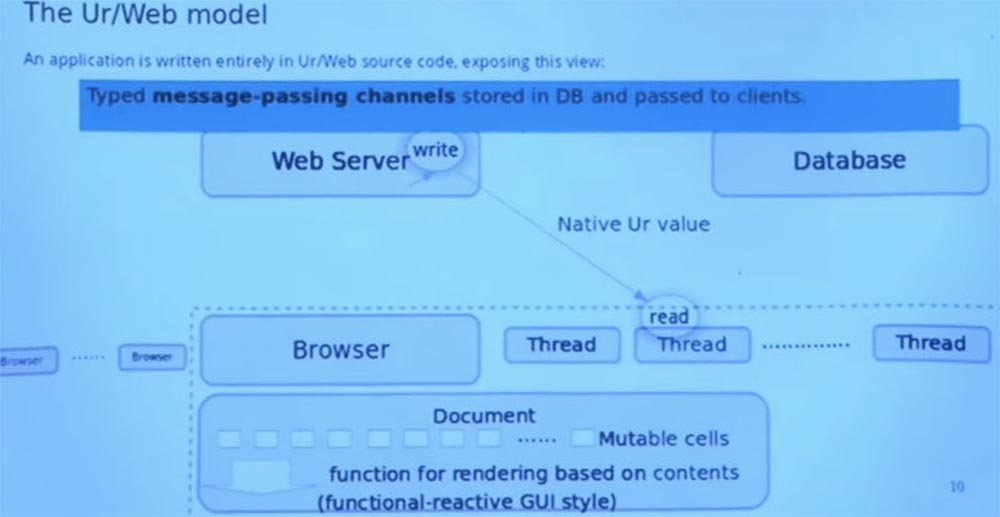 The Ur/Web model
An application is written entirely in Ur/Web source code, exposing this view:
Typed message-passing channels stored in DB and passed to clients.
Web Server
write
Database
Native Ur value
read
Browser
Browser
Browser
Thread
Thread
Thread
Document
...... Mutable cells
function for rendering based on contents
(functional-reactive GUI style)
10